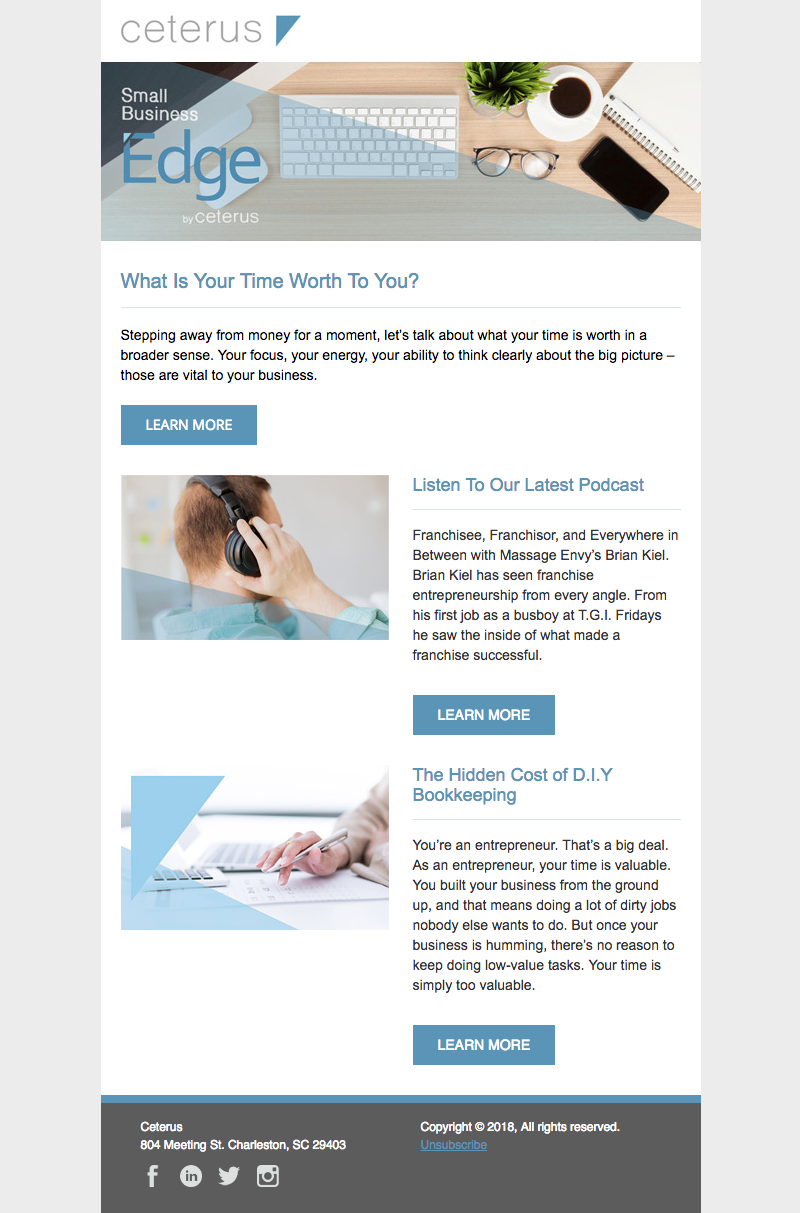 ceterus
Small
Business
Edge
by ceterus
What Is Your Time Worth To You?
Stepping away from money for a moment, let’s talk about what your time is worth in a
broader sense. Your focus, your energy, your ability to think clearly about the big picture –
those are vital to your business.
LEARN MORE
Listen To Our Latest Podcast
Franchisee, Franchisor, and Everywhere in
Between with Massage Envy’s Brian Kiel.
Brian Kiel has seen franchise
entrepreneurship from every angle. From
his first job as a busboy at T.G.I. Fridays
he saw the inside of what made a
franchise successful.
LEARN MORE
The Hidden Cost of D.I.Y
Bookkeeping
You’re an entrepreneur. That’s a big deal.
As an entrepreneur, your time is valuable.
You built your business from the ground
up, and that means doing a lot of dirty jobs
nobody else wants to do. But once your
business is humming, there’s no reason to
keep doing low-value tasks. Your time is
simply too valuable.
LEARN MORE
Ceterus
804 Meeting St. Charleston, SC 29403
Copyright © 2018, All rights reserved.
Unsubscribe